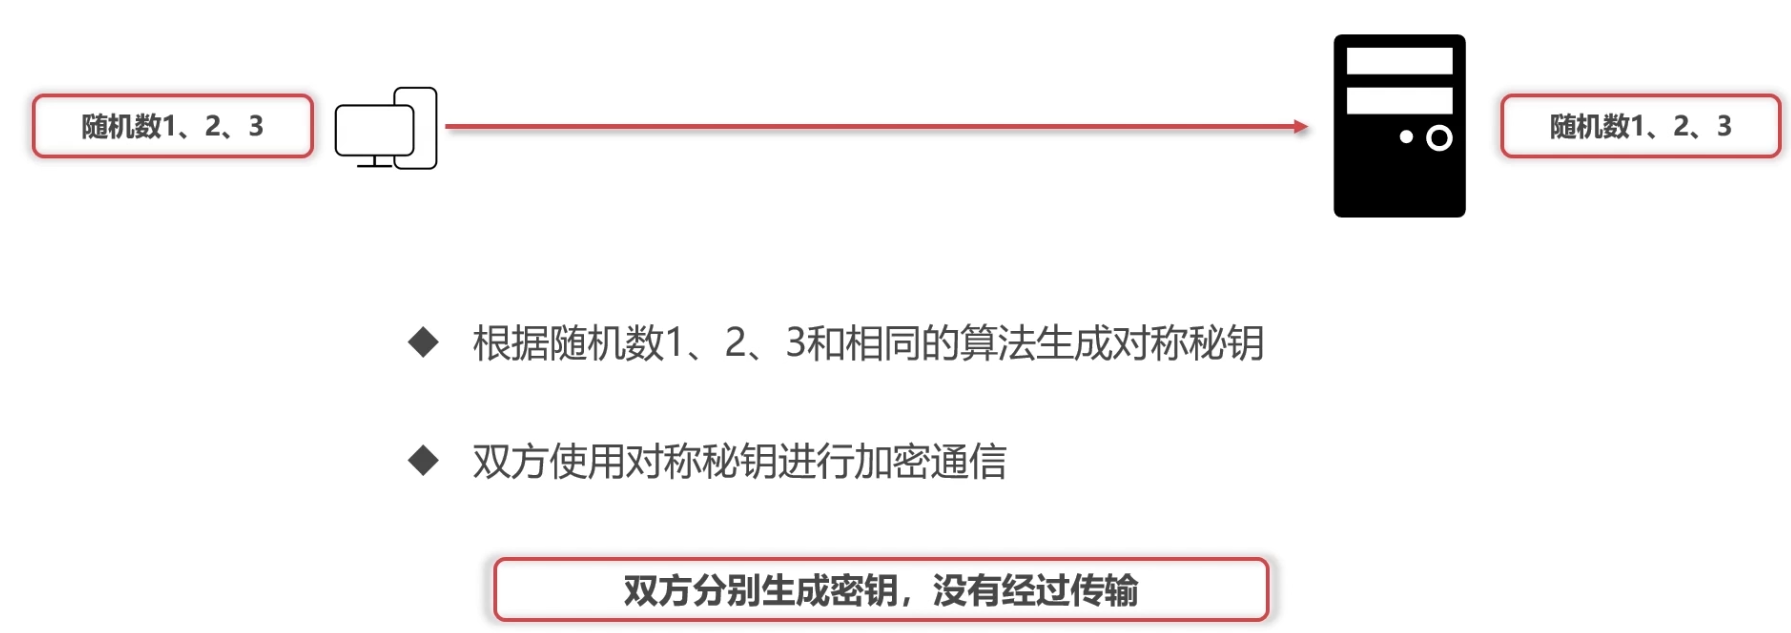 随机数1、2、3
随机数1、2、3
根据随机数1、2、3和相同的算法生成对称秘钥
双方使用对称秘钥进行加密通信
双方分别生成密钥，没有经过传输